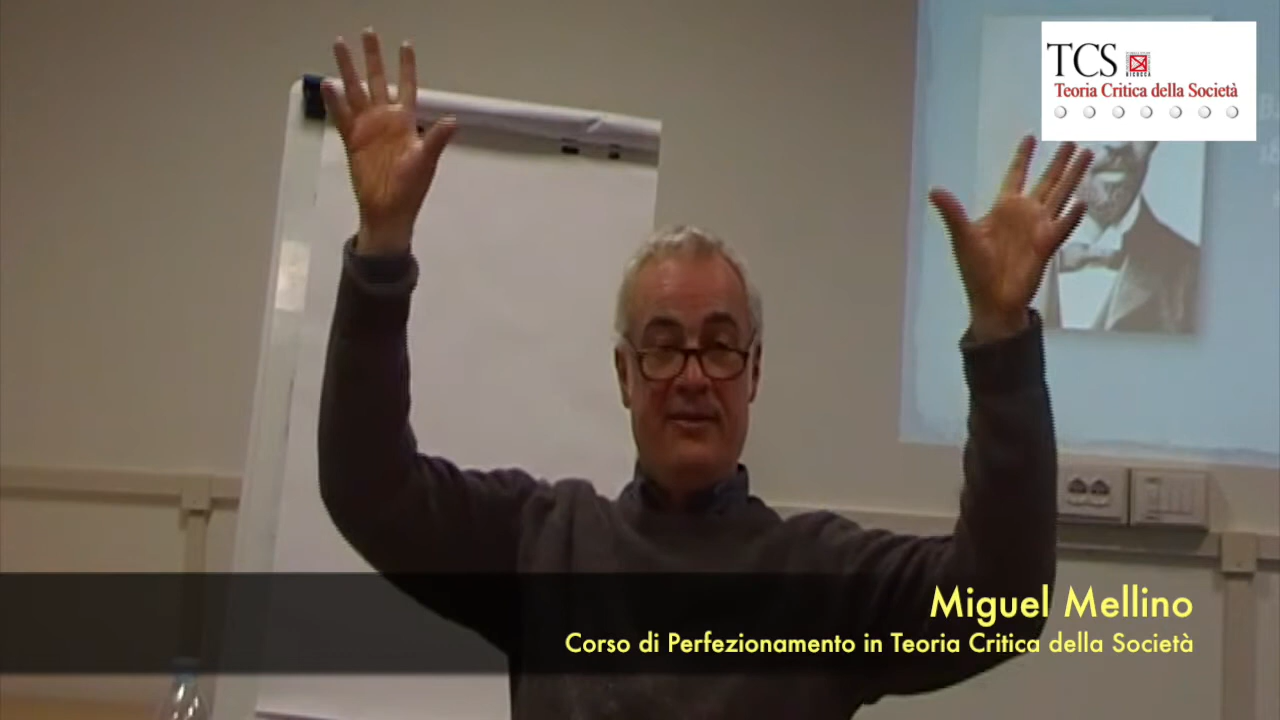 TCS
BICOCCA
Teoria Critica della Società
Miguel Mellino
Corso di Perfezionamento in Teoria Critica della Società